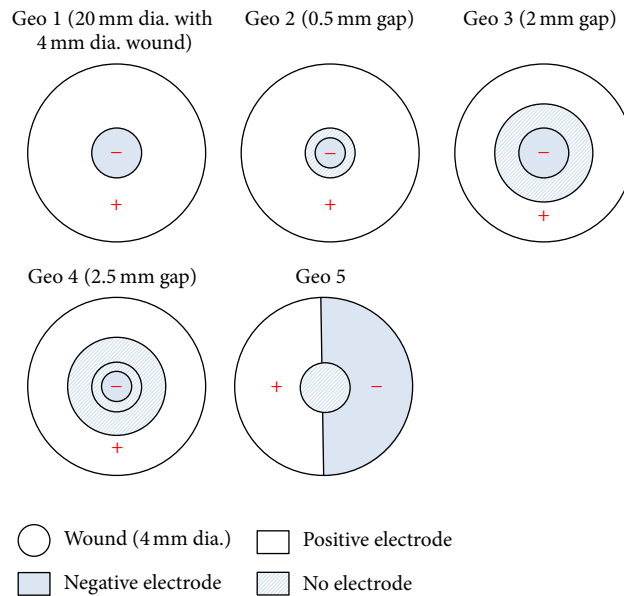 Geo 1 (20 mm dia. with
4 mm dia. wound)
Geo 2 (0.5 mm gap)
Geo 3 (2 mm gap)
−
+
−
+
−
+
Geo 4 (2.5 mm gap)
Geo 5
−
+
+
−
Wound (4 mm dia.)
Positive electrode
Negative electrode
No electrode